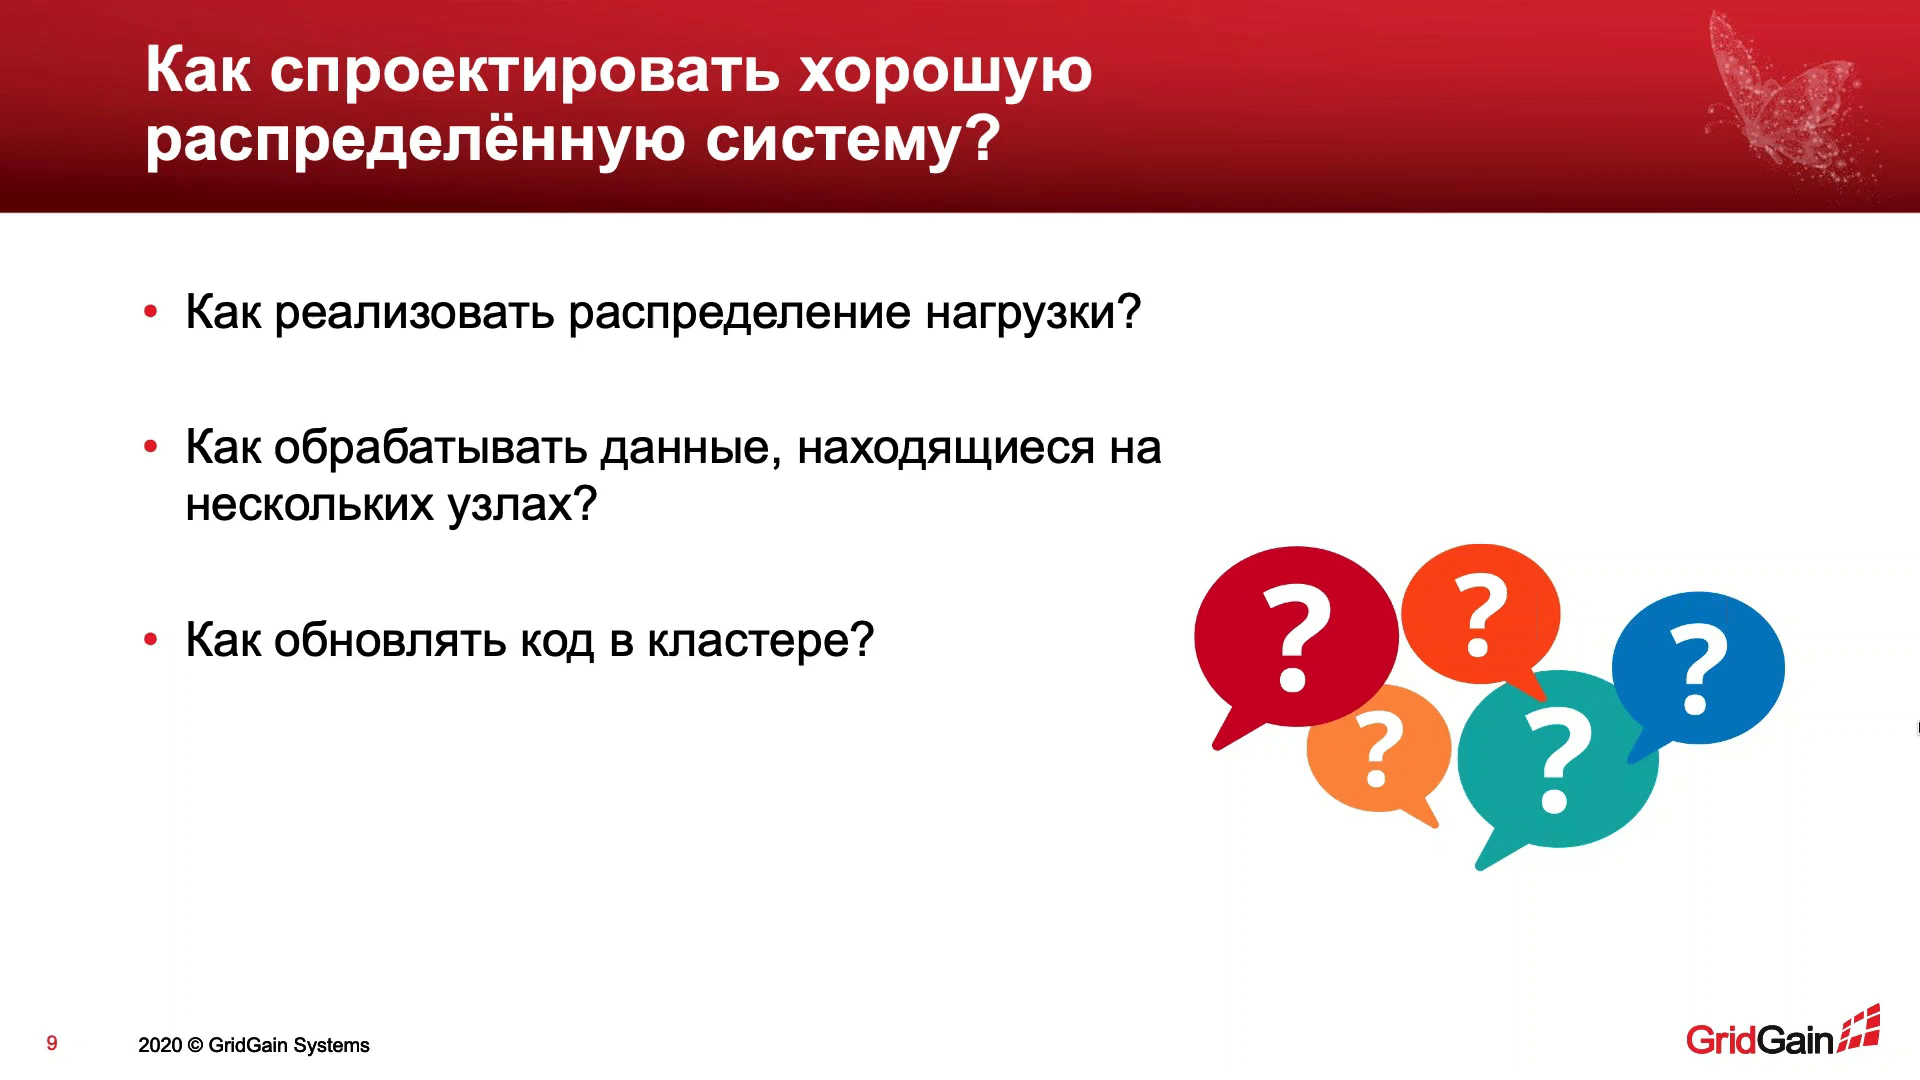 Как спроектировать хорошую
распределённую систему?
• Как реализовать распределение нагрузки?
• Как обрабатывать данные, находящиеся на
нескольких узлах?
• Как обновлять код в кластере?
?
?
?
?
?
9
2020 © GridGain Systems
GridGain